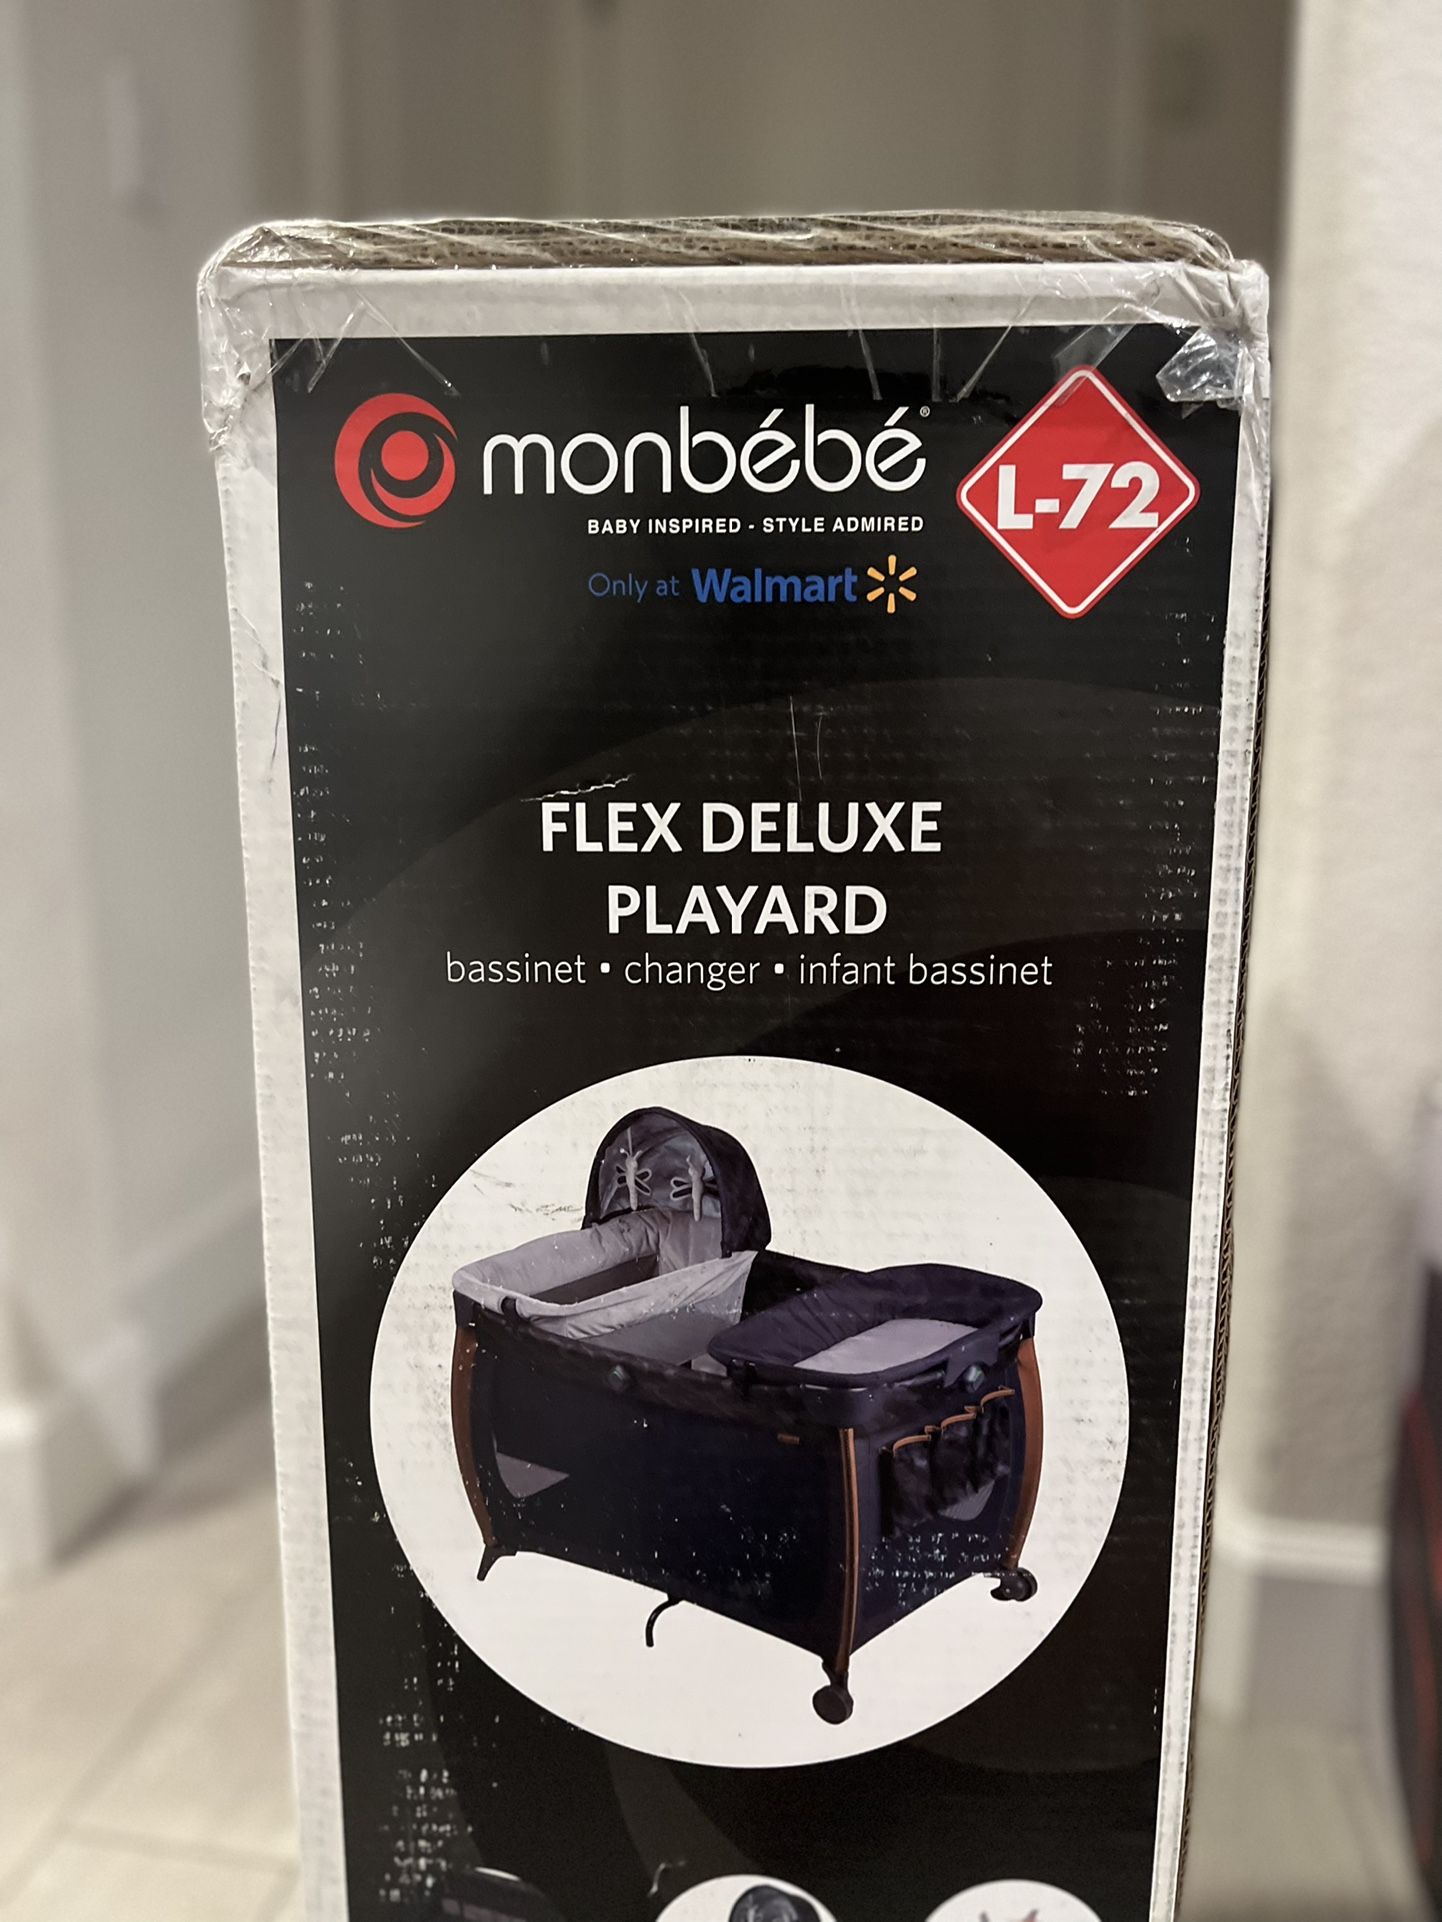 monbébé®
BABY INSPIRED - STYLE ADMIRED
Only at Walmart
L-72
FLEX DELUXE
PLAYARD
bassinet • changer • infant bassinet